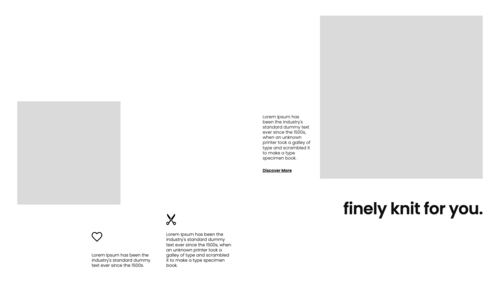 Lorem Ipsum has
been the industry's
standard dummy text
ever since the 1500s,
when an unknown
printer took a galley of
type and scrambled it
to make a type
specimen book.
Discover More
finely knit for you.
Lorem Ipsum has been the
industry's standard dummy
text ever since the 1500s.
Lorem Ipsum has been the
industry's standard dummy
text ever since the 1500s, when
an unknown printer took a
galley of type and scrambled
it to make a type specimen
book.